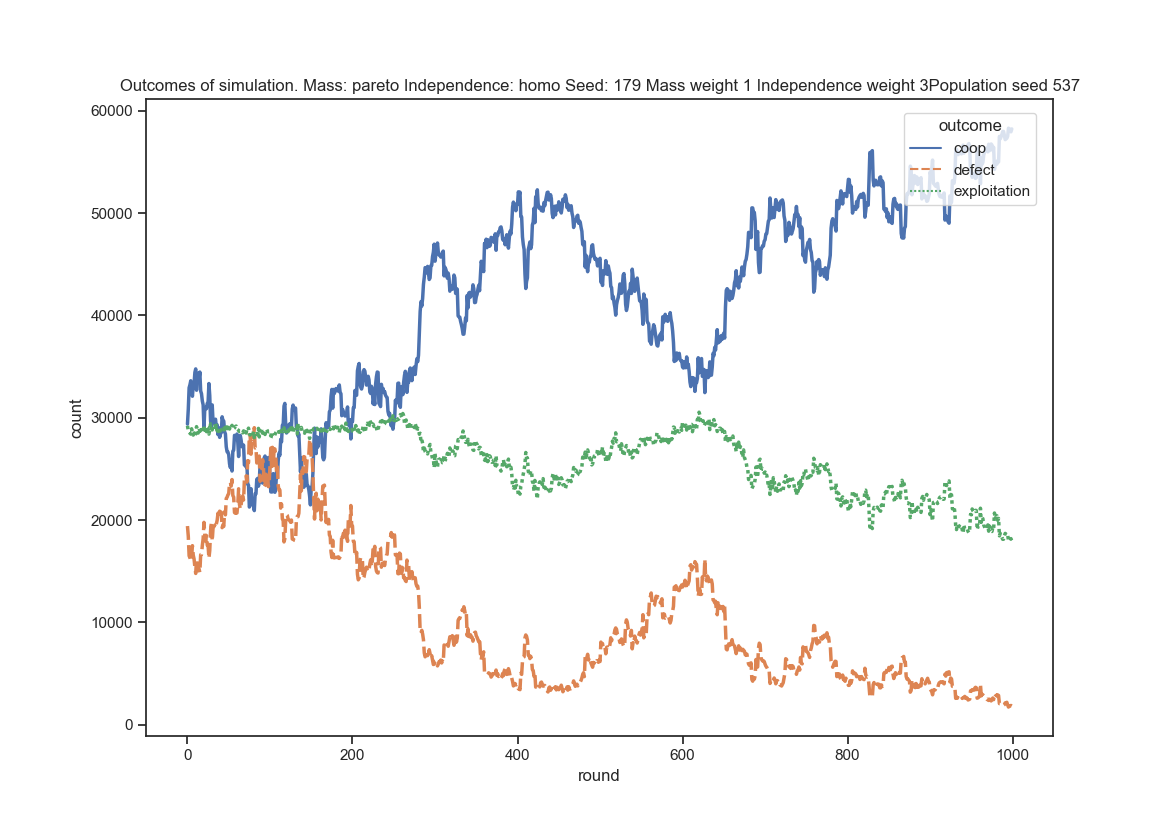 Outcomes of simulation. Mass: pareto Independence: homo Seed: 179 Mass weight 1 Independence weight 3Population seed 537
60000
50000
40000
30000
20000
10000
0
count
outcome
coop
defect
exploitation
0
200
400
600
800
1000
round